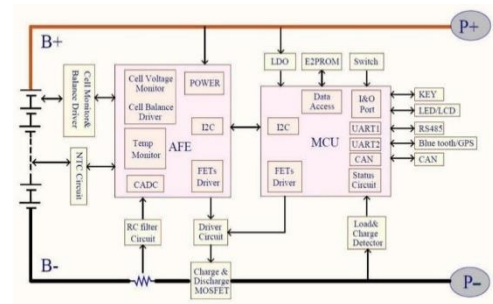 B+
P+
Cell Monitor&
Balance Driver
NTC Circuit
Cell Voltage
Monitor
Cell Balance
Driver
Temp
Monitor
CADC
POWER
I2C
AFE
FETs
Driver
LDO
E2PROM
Switch
Data
Access
I&O
Port
I2C
MCU
UART1
UART2
CAN
FETs
Driver
Status
Circuit
KEY
LED/LCD
RS485
Blue tooth/GPS
CAN
RC filter
Circuit
Driver
Circuit
Load&
Charge
Detector
Charge &
Discharge
MOSFET
B-
P-